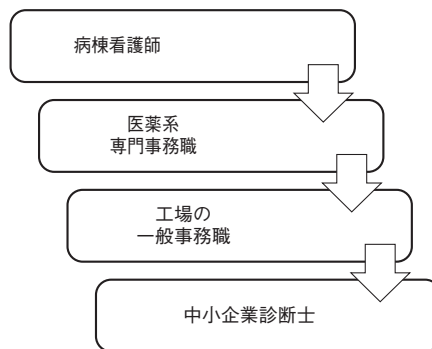 病棟看護師
医薬系
専門事務職
工場の
一般事務職
中小企業診断士